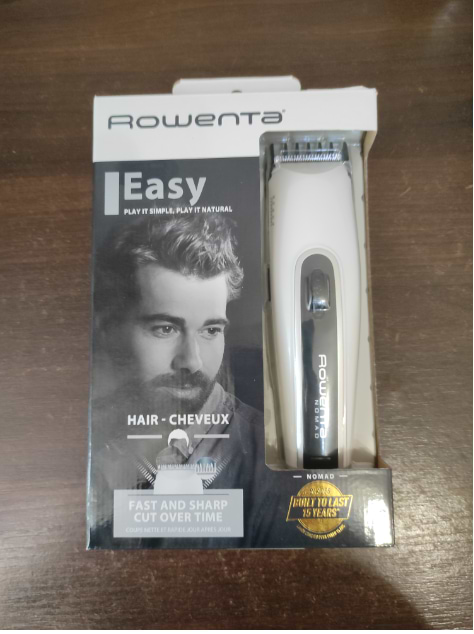 ROWENTA
Easy
PLAY IT SIMPLE, PLAY IT NATURAL
HAIR - CHEVEUX
FAST AND SHARP
CUT OVER TIME
ROWENTA
NOMAD
NOMAD
BUILT TO LAST
15 YEARS*